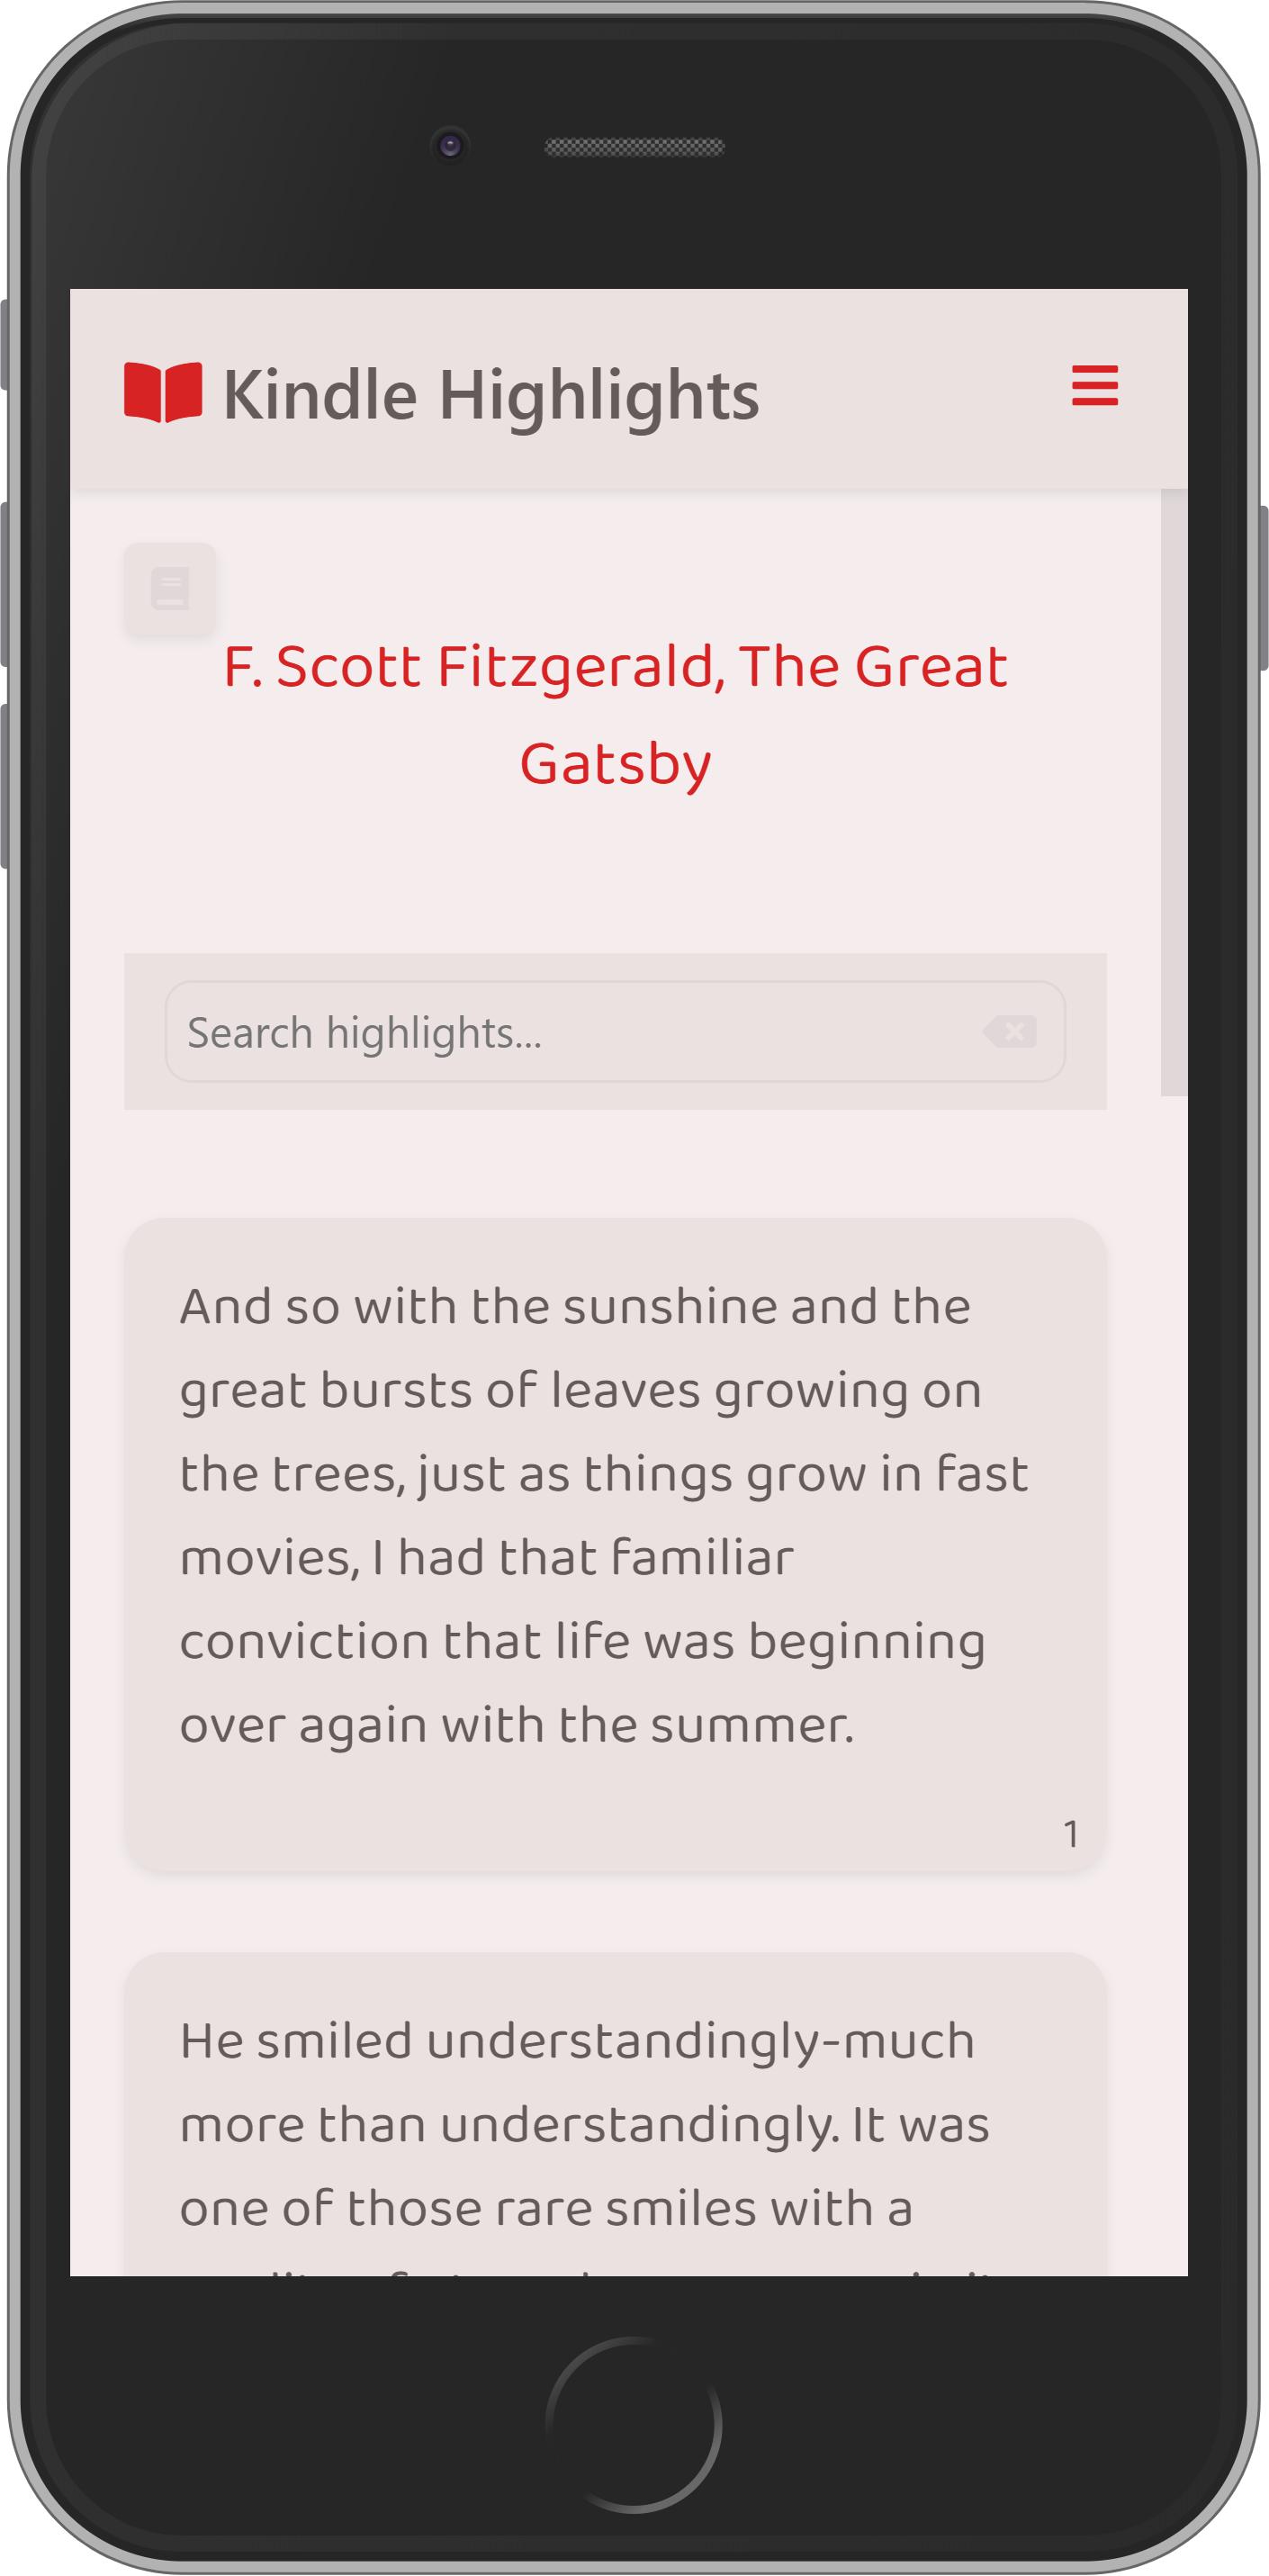 Kindle Highlights
F. Scott Fitzgerald, The Great
Gatsby
Search highlights...
And so with the sunshine and the
great bursts of leaves growing on
the trees, just as things grow in fast
movies, I had that familiar
conviction that life was beginning
over again with the summer.
1
He smiled understandingly-much
more than understandingly. It was
one of those rare smiles with a